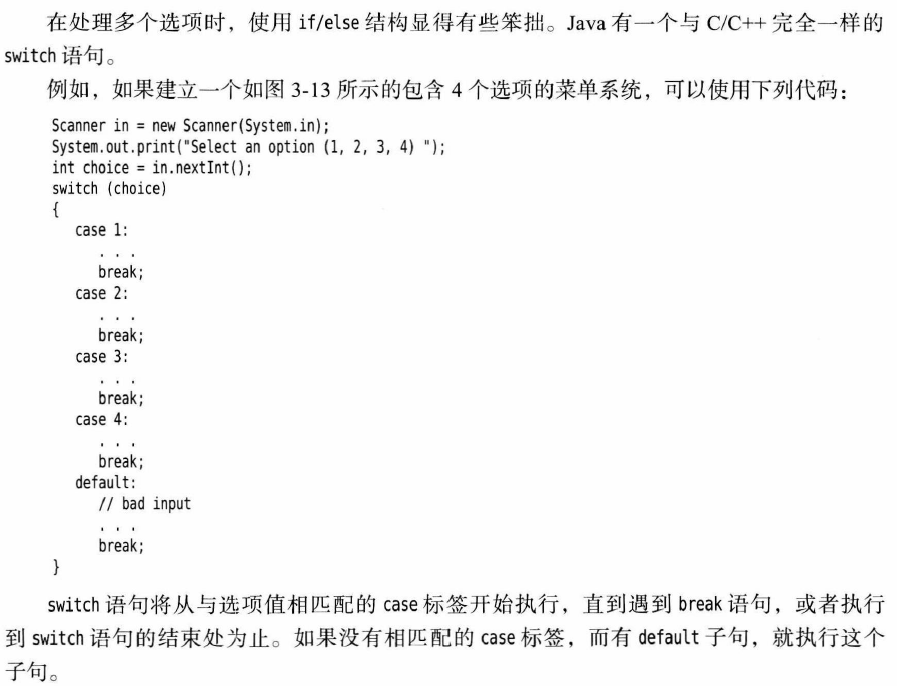 在处理多个选项时，使用 if/else 结构显得有些笨拙。Java 有一个与 C/C++ 完全一样的
switch 语句。
例如，如果建立一个如图 3-13 所示的包含 4 个选项的菜单系统，可以使用下列代码：
Scanner in = new Scanner(System.in);
System.out.print("Select an option (1, 2, 3, 4) ");
int choice = in.nextInt();
switch (choice)
{
case 1:
. . .
break;
case 2:
. . .
break;
case 3:
. . .
break;
case 4:
. . .
break;
default:
// bad input
. . .
break;
}
switch 语句将从与选项值相匹配的 case 标签开始执行，直到遇到 break 语句，或者执行
到 switch 语句的结束处为止。如果没有相匹配的 case 标签，而有 default 子句，就执行这个
子句。